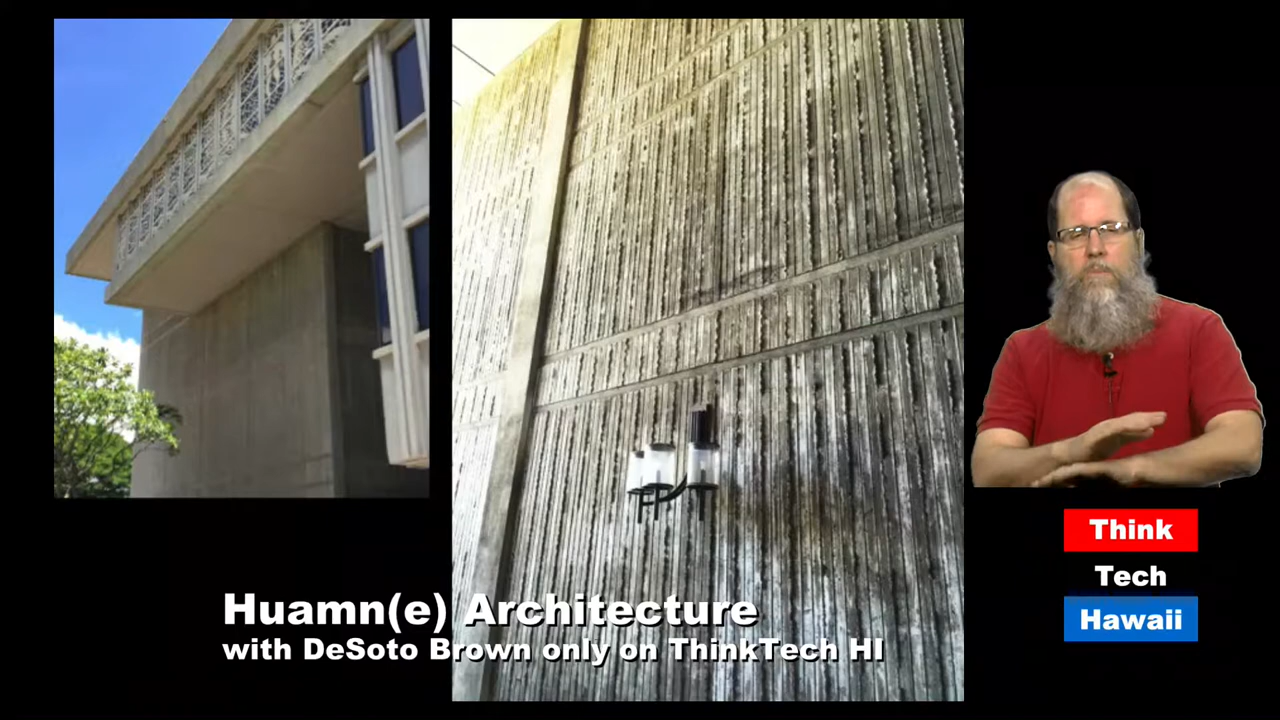 Huamn(e) Architecture
with DeSoto Brown only on ThinkTech HI
Think
Tech
Hawaii